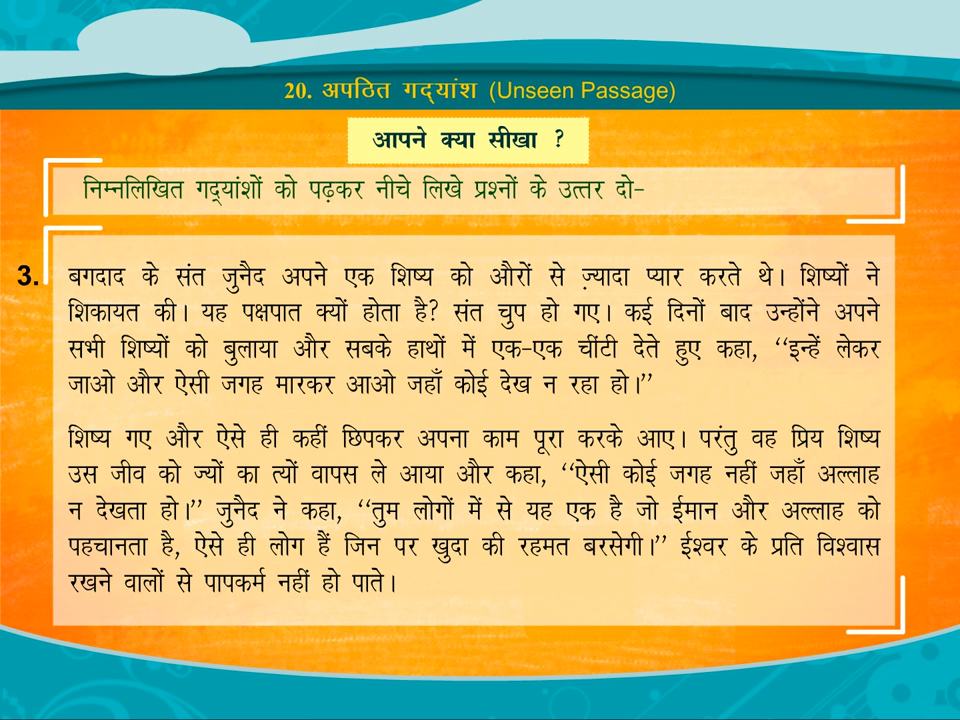 20. अपठित गद्‌यांश (Unseen Passage)
आपने क्या सीखा ?
निम्नलिखित गद्‌यांशों को पढ़कर नीचे लिखे प्रश्नों के उत्तर दो-
3. बगदाद के संत जुनैद अपने एक शिष्य को औरों से ज़्यादा प्यार करते थे। शिष्यों ने
शिकायत की। यह पक्षपात क्यों होता है? संत चुप हो गए। कई दिनों बाद उन्होंने अपने
सभी शिष्यों को बुलाया और सबके हाथों में एक-एक चींटी देते हुए कहा, “इन्हें लेकर
जाओ और ऐसी जगह मारकर आओ जहाँ कोई देख न रहा हो।”
शिष्य गए और ऐसे ही कहीं छिपकर अपना काम पूरा करके आए। परंतु वह प्रिय शिष्य
उस जीव को ज्यों का त्यों वापस ले आया और कहा, “ऐसी कोई जगह नहीं जहाँ अल्लाह
न देखता हो।” जुनैद ने कहा, “तुम लोगों में से यह एक है जो ईमान और अल्लाह को
पहचानता है, ऐसे ही लोग हैं जिन पर खुदा की रहमत बरसेगी।” ईश्वर के प्रति विश्वास
रखने वालों से पापकर्म नहीं हो पाते।